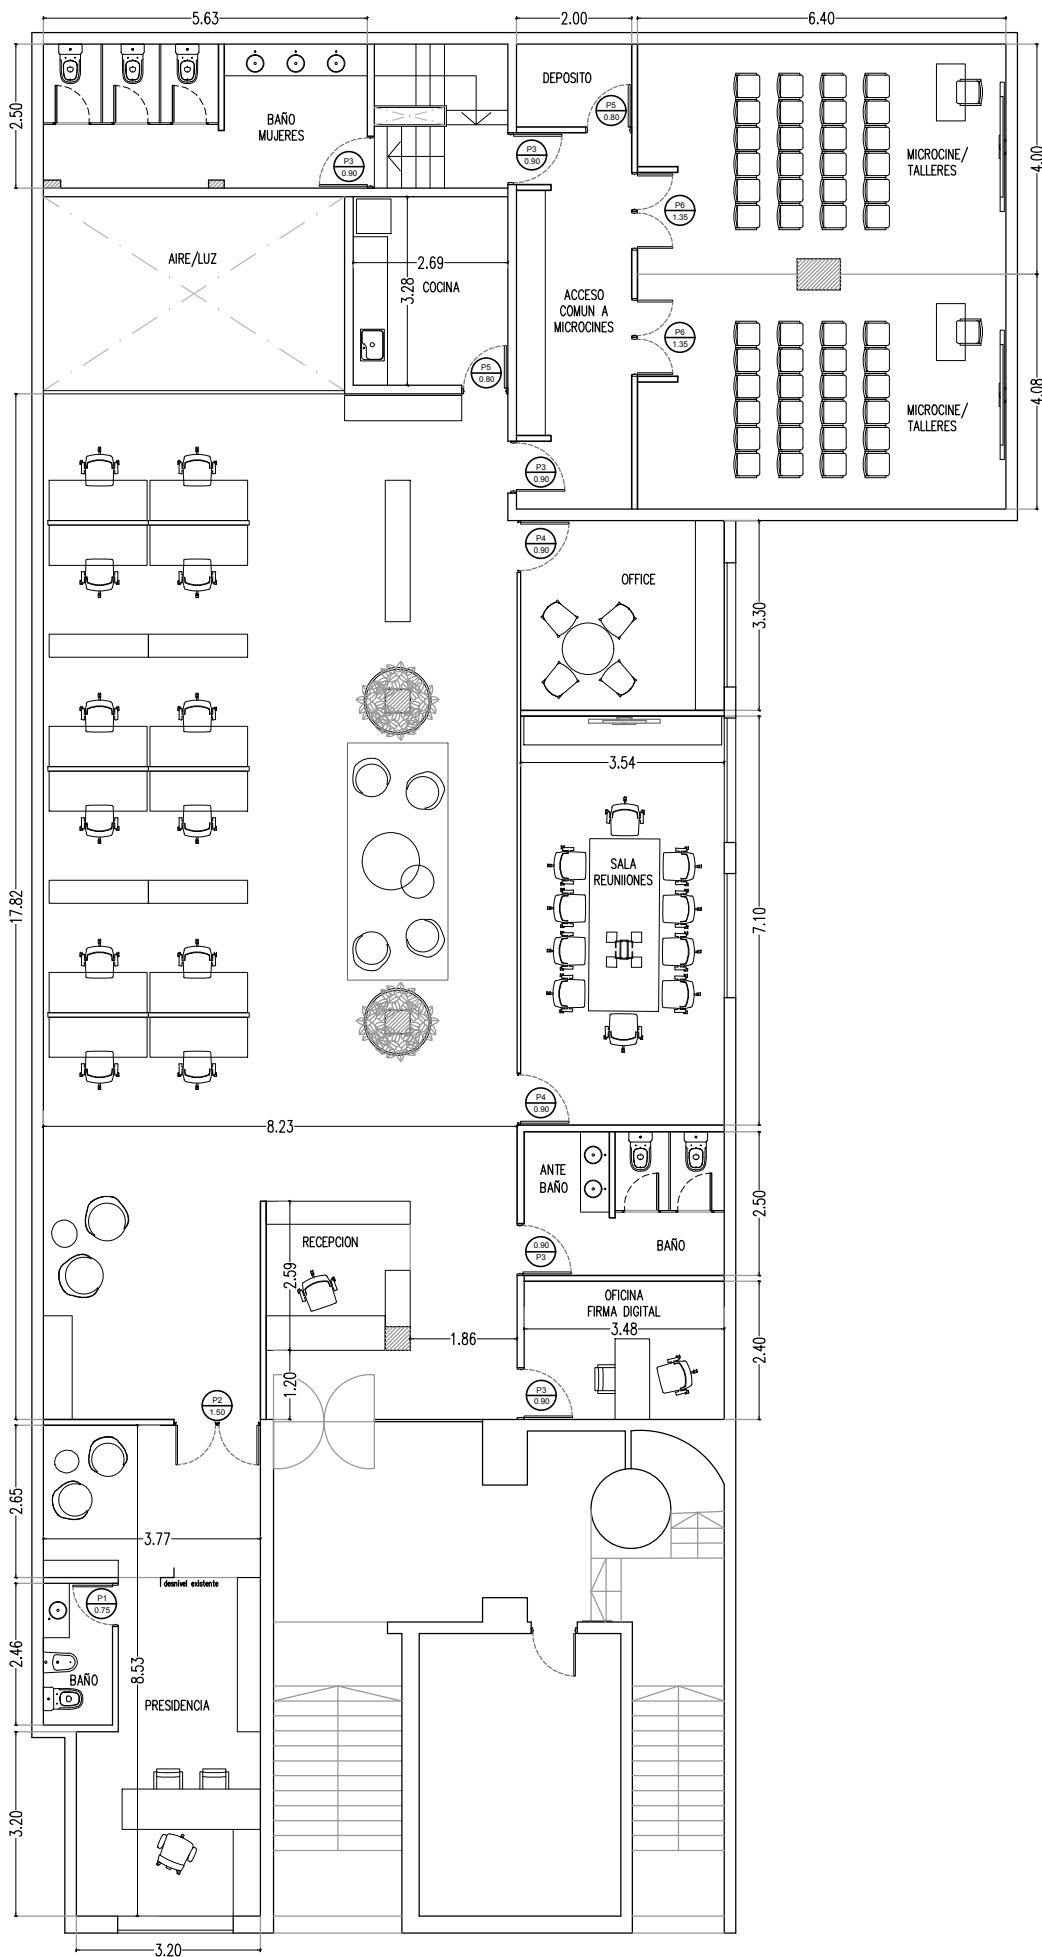 5.63
2.00
6.40
2.50
DEPOSITO
P5
0.80
BAÑO
MUJERES
P3
0.90
P3
0.90
MICROCINE/
TALLERES
4.00
P6
1.35
AIRE/LUZ
2.69
3.28
COCINA
ACCESO
COMUN A
MICROCINES
P6
1.35
P5
0.80
MICROCINE/
TALLERES
4.08
P3
0.90
P4
0.90
OFFICE
3.30
3.54
SALA
REUNIIONES
17.82
7.10
P4
0.90
8.23
ANTE
BAÑO
2.50
RECEPCION
0.90
P3
BAÑO
2.59
OFICINA
FIRMA DIGITAL
3.48
1.86
2.40
1.20
P2
1.50
P3
0.90
2.65
3.77
desnivel existente
P1
0.75
2.46
8.53
BAÑO
PRESIDENCIA
3.20
3.20